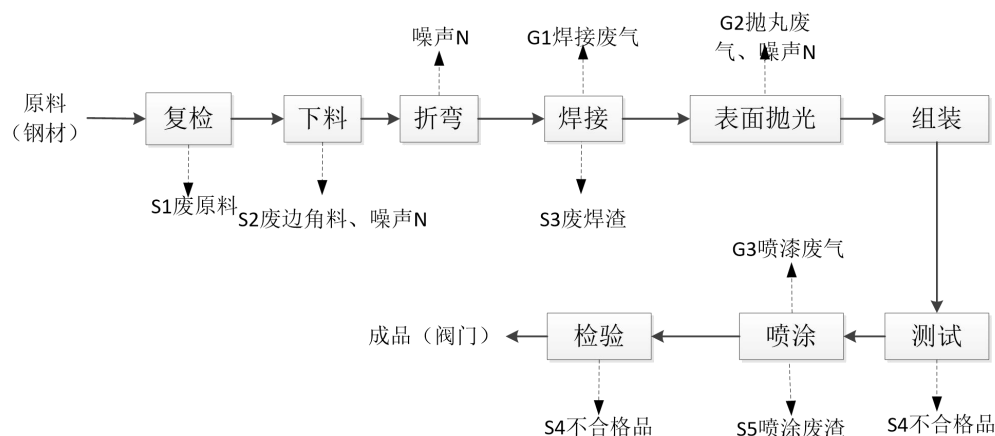 噪声N
G1焊接废气
G2抛丸废
气、噪声N
原料
(钢材)
复检
下料
折弯
焊接
表面抛光
组装
S1废原料
S2废边角料、噪声N
S3废焊渣
G3喷漆废气
成品（阀门）
检验
喷涂
测试
S4不合格品
S5喷涂废渣
S4不合格品